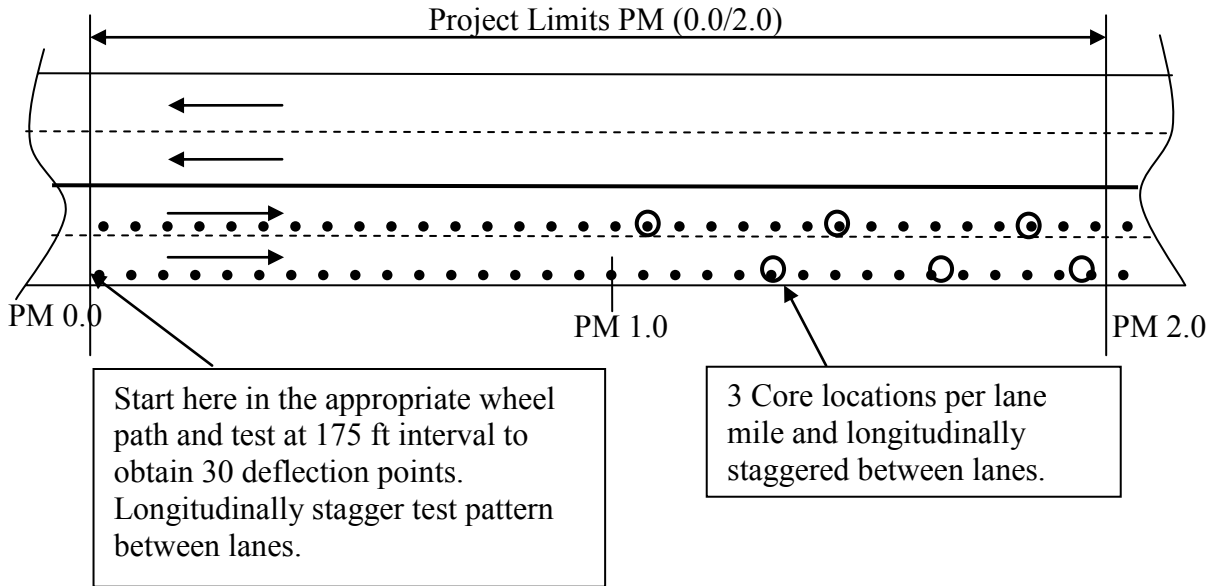 Project Limits PM (0.0/2.0)
PM 0.0
PM 1.0
PM 2.0
Start here in the appropriate wheel
path and test at 175 ft interval to
obtain 30 deflection points.
Longitudinally stagger test pattern
between lanes.
3 Core locations per lane
mile and longitudinally
staggered between lanes.